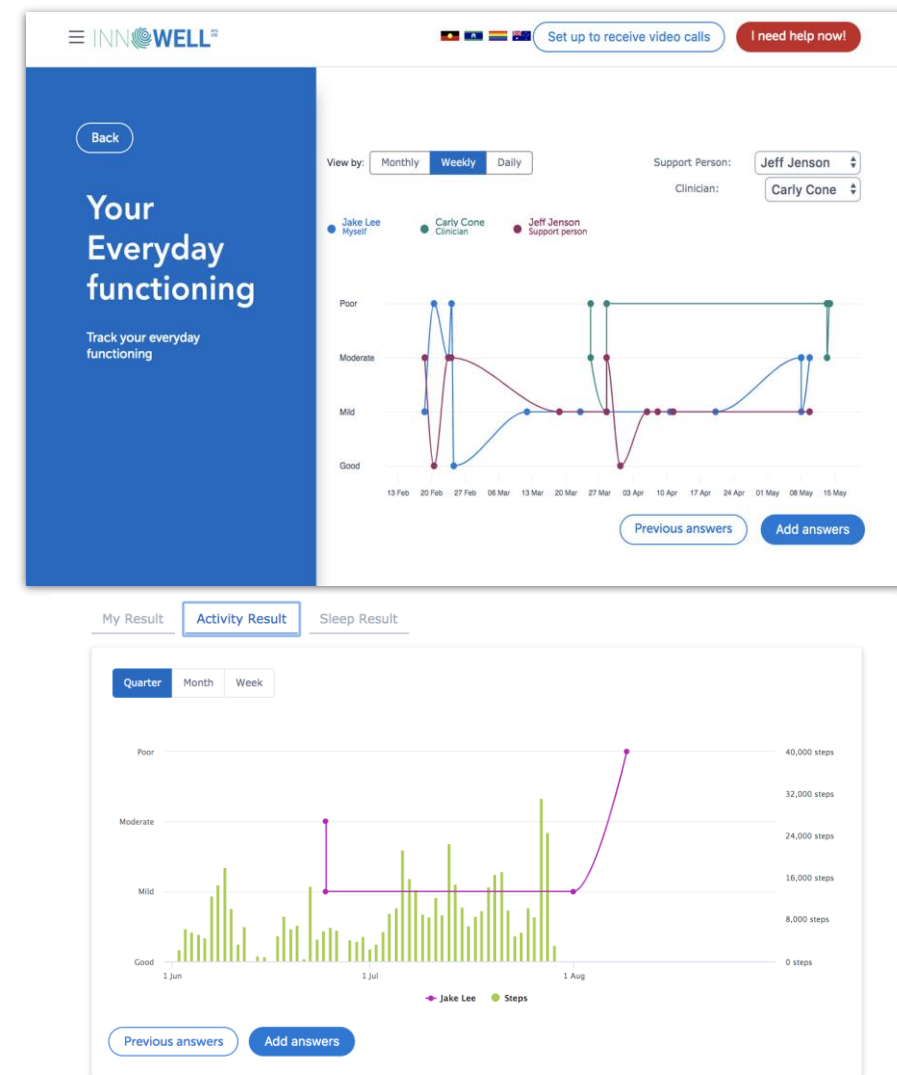 INNOWELL
Set up to receive video calls
I need help now!
Back
Your
Everyday
functioning
Track your everyday
functioning
View by: Monthly Weekly Daily
Support Person: Jeff Jenson
Clinician: Carly Cone
Jake Lee
Myself
Carly Cone
Clinician
Jeff Jenson
Support person
Poor
Moderate
Mild
Good
13 Feb 20 Feb 27 Feb 06 Mar 13 Mar 20 Mar 27 Mar 03 Apr 10 Apr 17 Apr 24 Apr 01 May 08 May 15 May
Previous answers Add answers
My Result Activity Result Sleep Result
Quarter Month Week
Poor
Moderate
Mild
Good
40,000 steps
32,000 steps
24,000 steps
16,000 steps
8,000 steps
0 steps
1 Jun 1 Jul 1 Aug
Jake Lee Steps
Previous answers Add answers